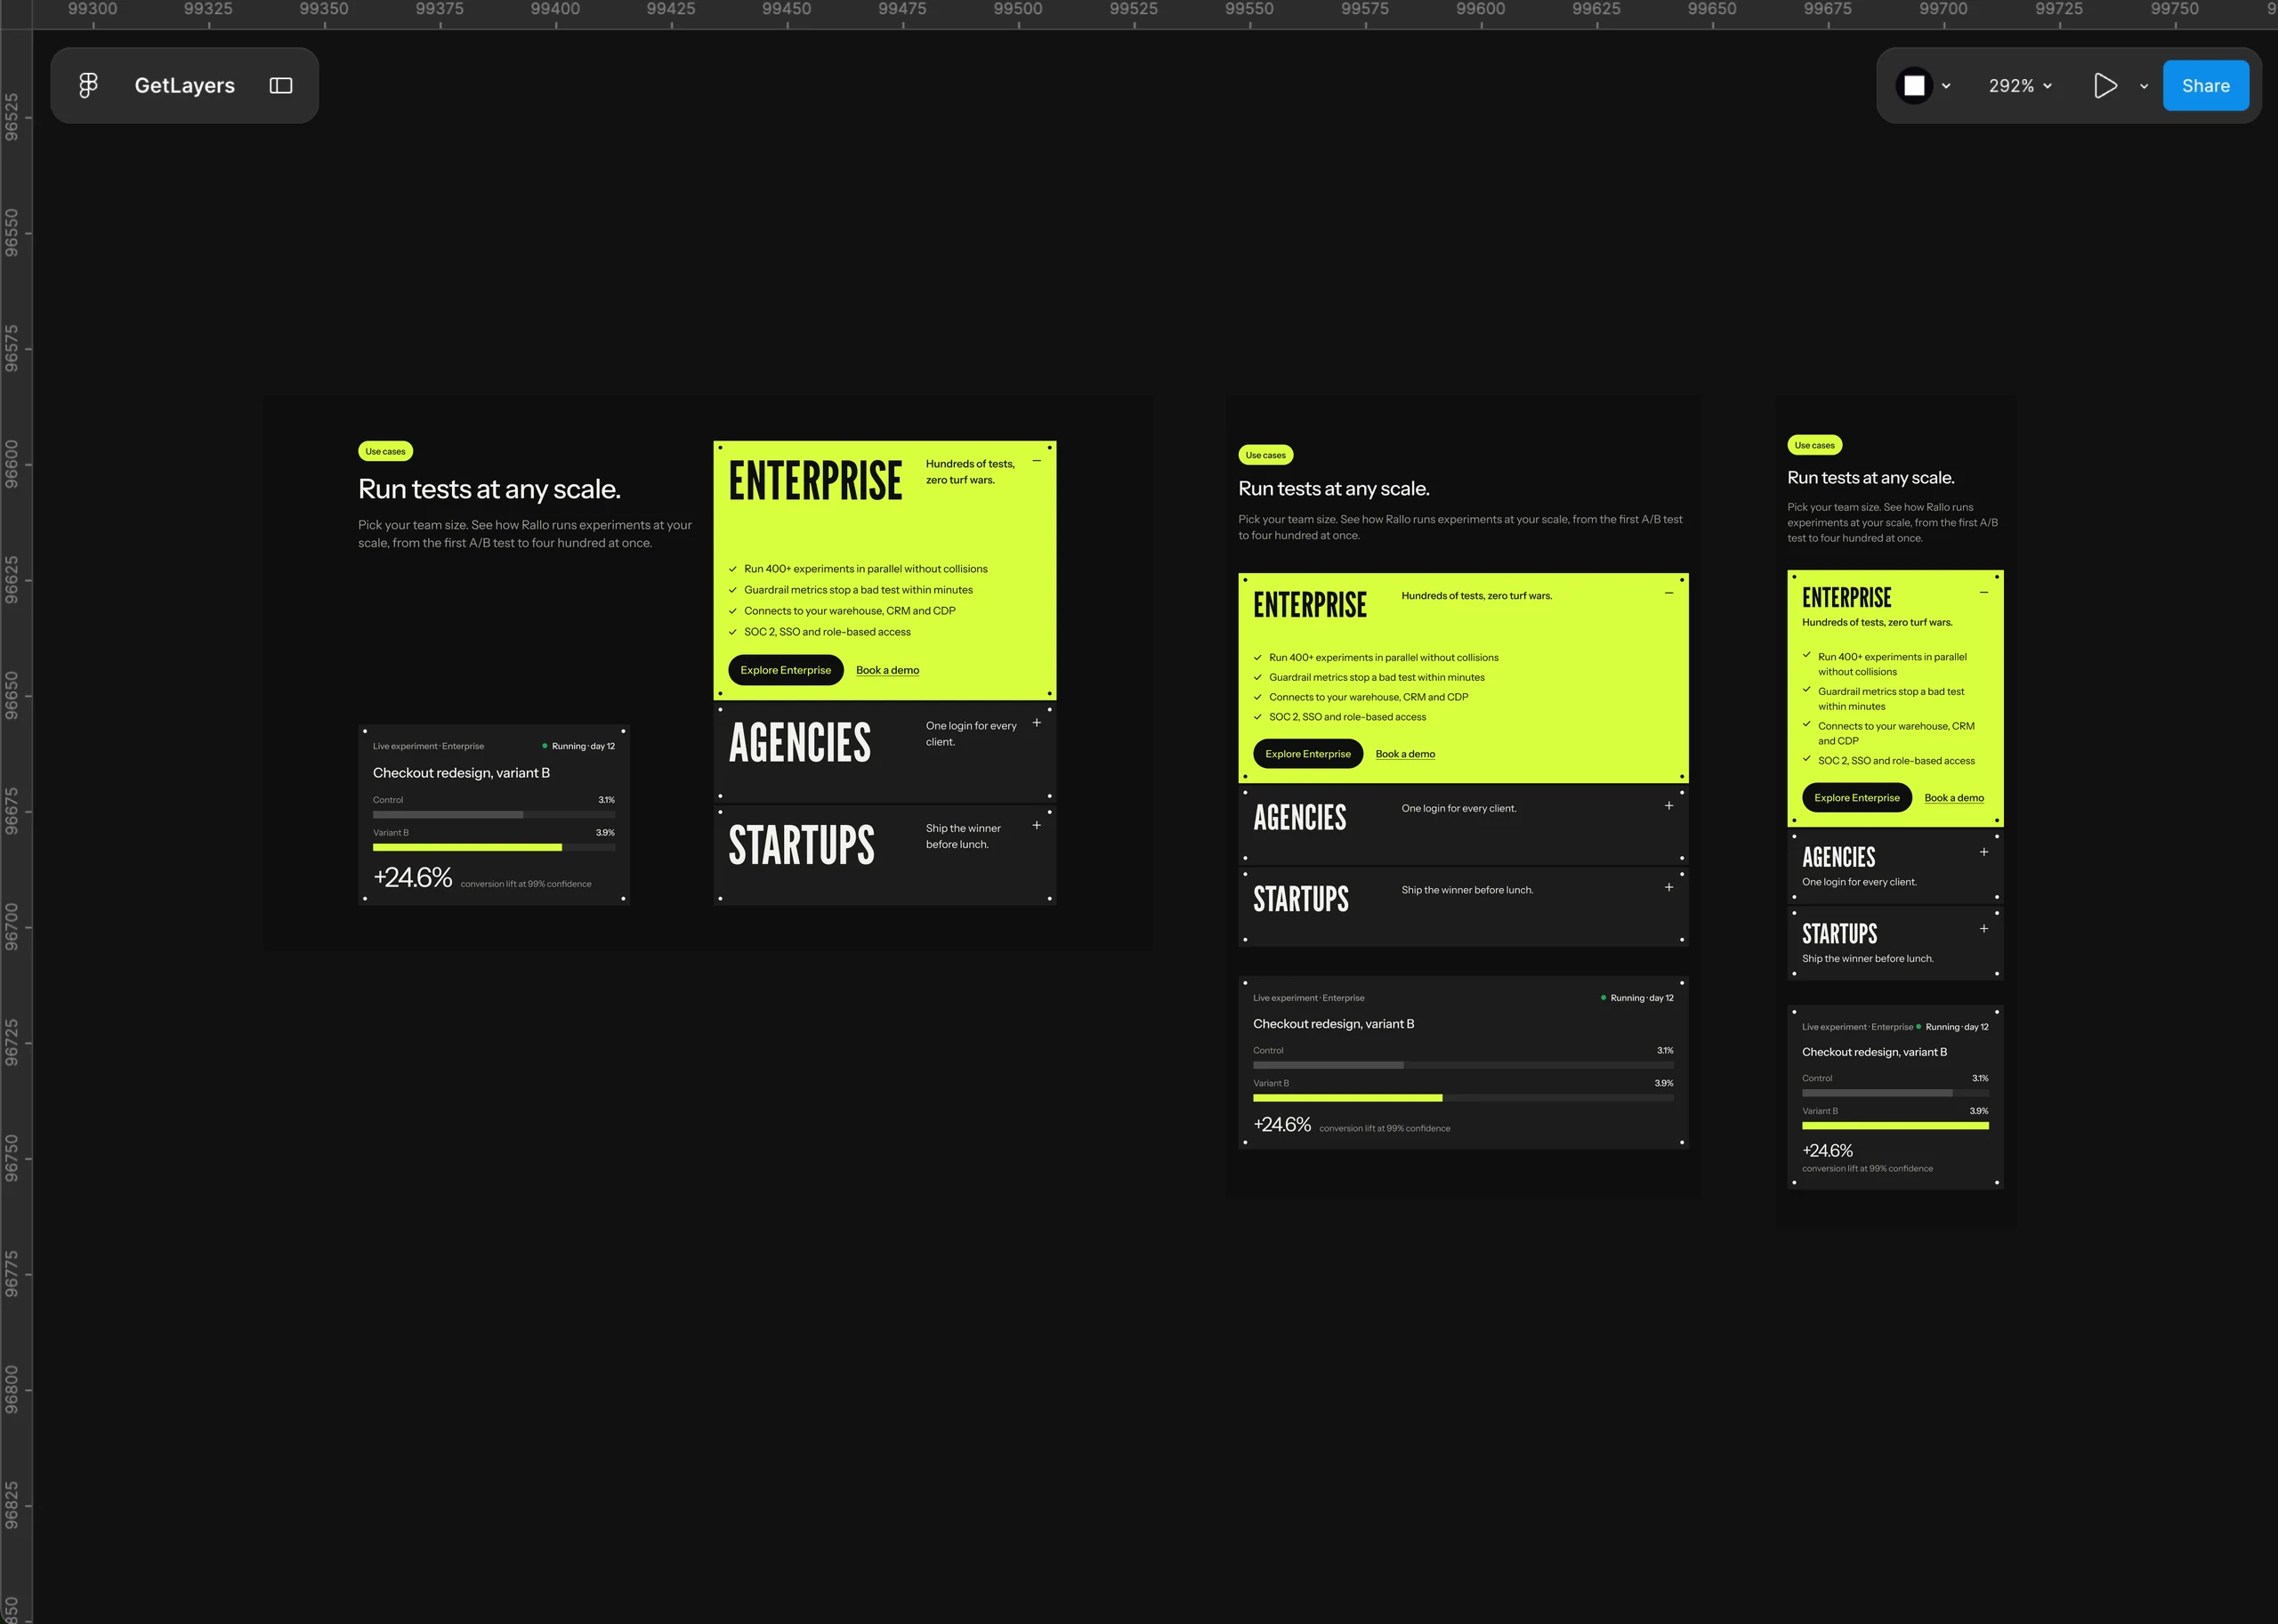 99300 99325 99350 99375 99400 99425 99450 99475 99500 99525 99550 99575 99600 99625 99650 99675 99700 99725 99750
GetLayers
292%
Share
96525
96550
96575
96600
96625
96650
96675
96700
96725
96750
96775
96800
96825
850
Use cases
Run tests at any scale.
Pick your team size. See how Rallo runs experiments at your
scale, from the first A/B test to four hundred at once.
Live experiment · Enterprise
Running · day 12
Checkout redesign, variant B
Control 3.1%
Variant B 3.9%
+24.6% conversion lift at 99% confidence
ENTERPRISE
Hundreds of tests,
zero turf wars.
Run 400+ experiments in parallel without collisions
Guardrail metrics stop a bad test within minutes
Connects to your warehouse, CRM and CDP
SOC 2, SSO and role-based access
Explore Enterprise Book a demo
AGENCIES
One login for every
client.
STARTUPS
Ship the winner
before lunch.
Use cases
Run tests at any scale.
Pick your team size. See how Rallo runs experiments at your scale, from the first A/B test
to four hundred at once.
ENTERPRISE
Hundreds of tests, zero turf wars.
Run 400+ experiments in parallel without collisions
Guardrail metrics stop a bad test within minutes
Connects to your warehouse, CRM and CDP
SOC 2, SSO and role-based access
Explore Enterprise Book a demo
AGENCIES
One login for every client.
STARTUPS
Ship the winner before lunch.
Live experiment · Enterprise
Running · day 12
Checkout redesign, variant B
Control 3.1%
Variant B 3.9%
+24.6% conversion lift at 99% confidence
Use cases
Run tests at any scale.
Pick your team size. See how Rallo runs
experiments at your scale, from the first A/B
test to four hundred at once.
ENTERPRISE
Hundreds of tests, zero turf wars.
Run 400+ experiments in parallel
without collisions
Guardrail metrics stop a bad test
within minutes
Connects to your warehouse, CRM
and CDP
SOC 2, SSO and role-based access
Explore Enterprise Book a demo
AGENCIES
One login for every client.
STARTUPS
Ship the winner before lunch.
Live experiment · Enterprise Running · day 12
Checkout redesign, variant B
Control 3.1%
Variant B 3.9%
+24.6%
conversion lift at 99% confidence